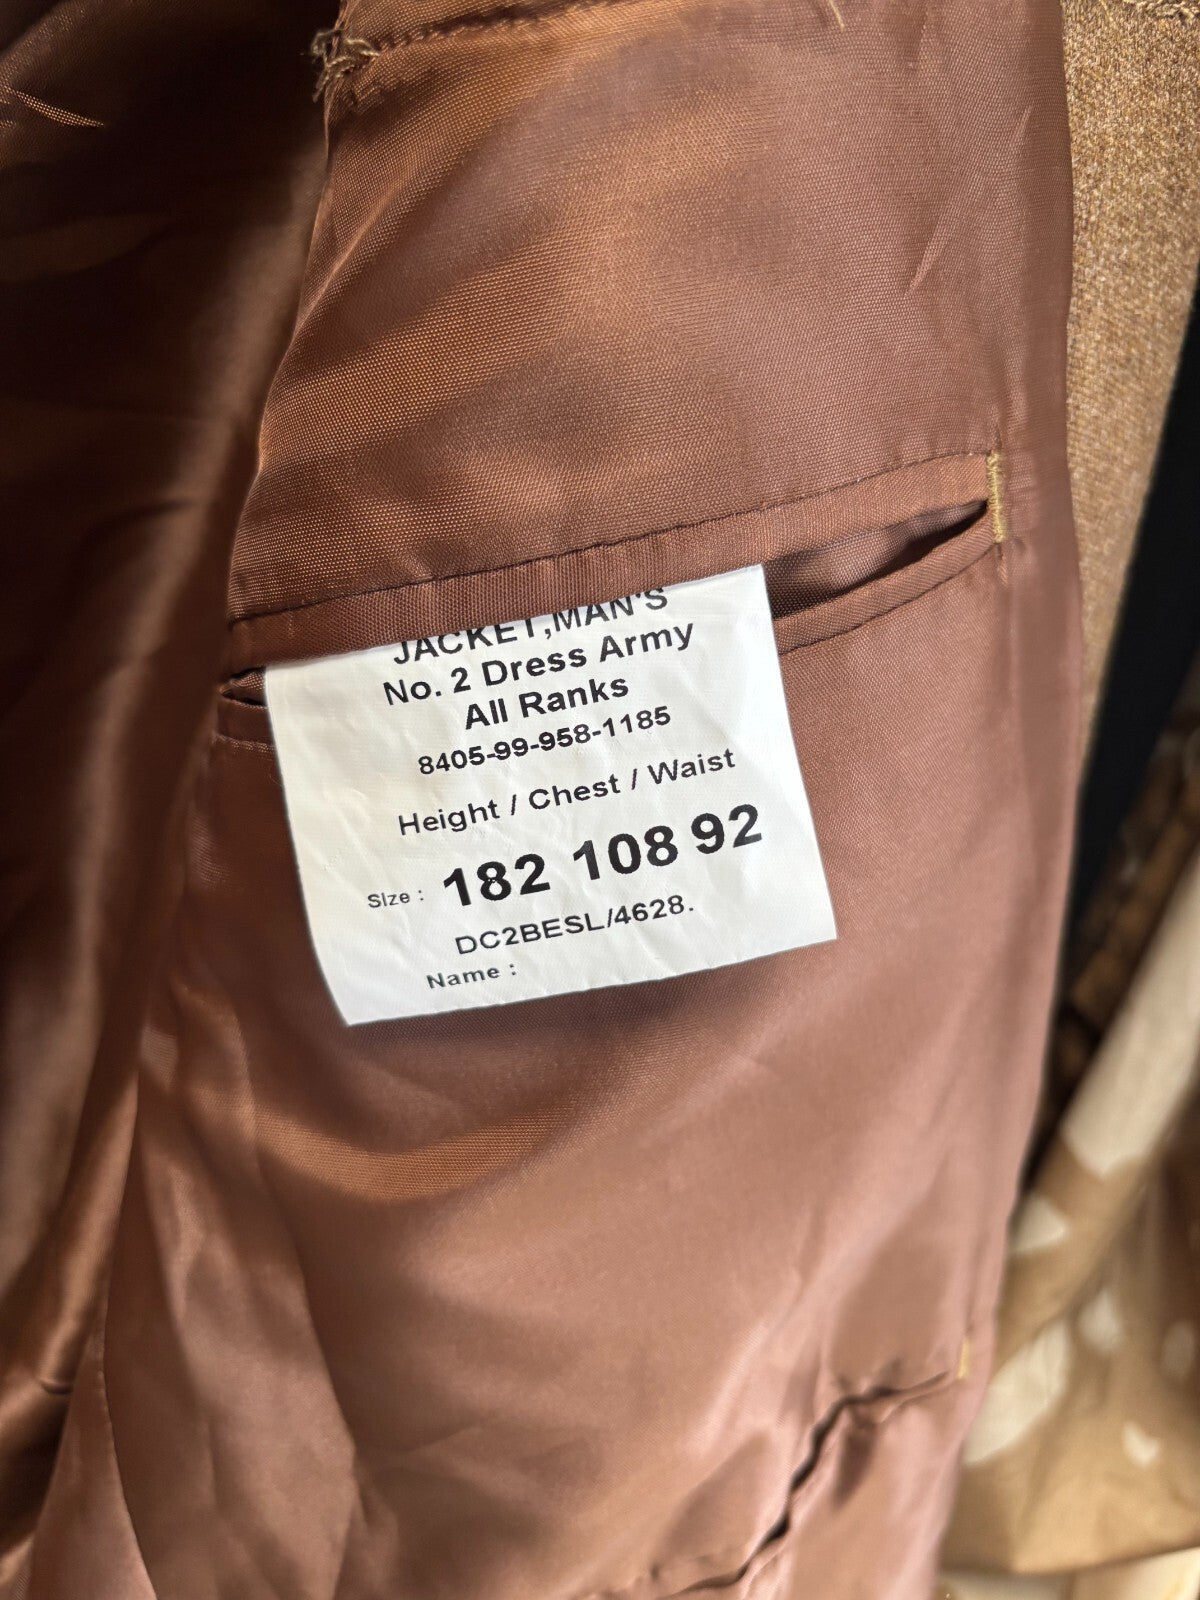 JACKET,MAN'S
No. 2 Dress Army
All Ranks
8405-99-958-1185
Height / Chest / Waist
Size : 182 108 92
DC2BESL/4628.
Name :